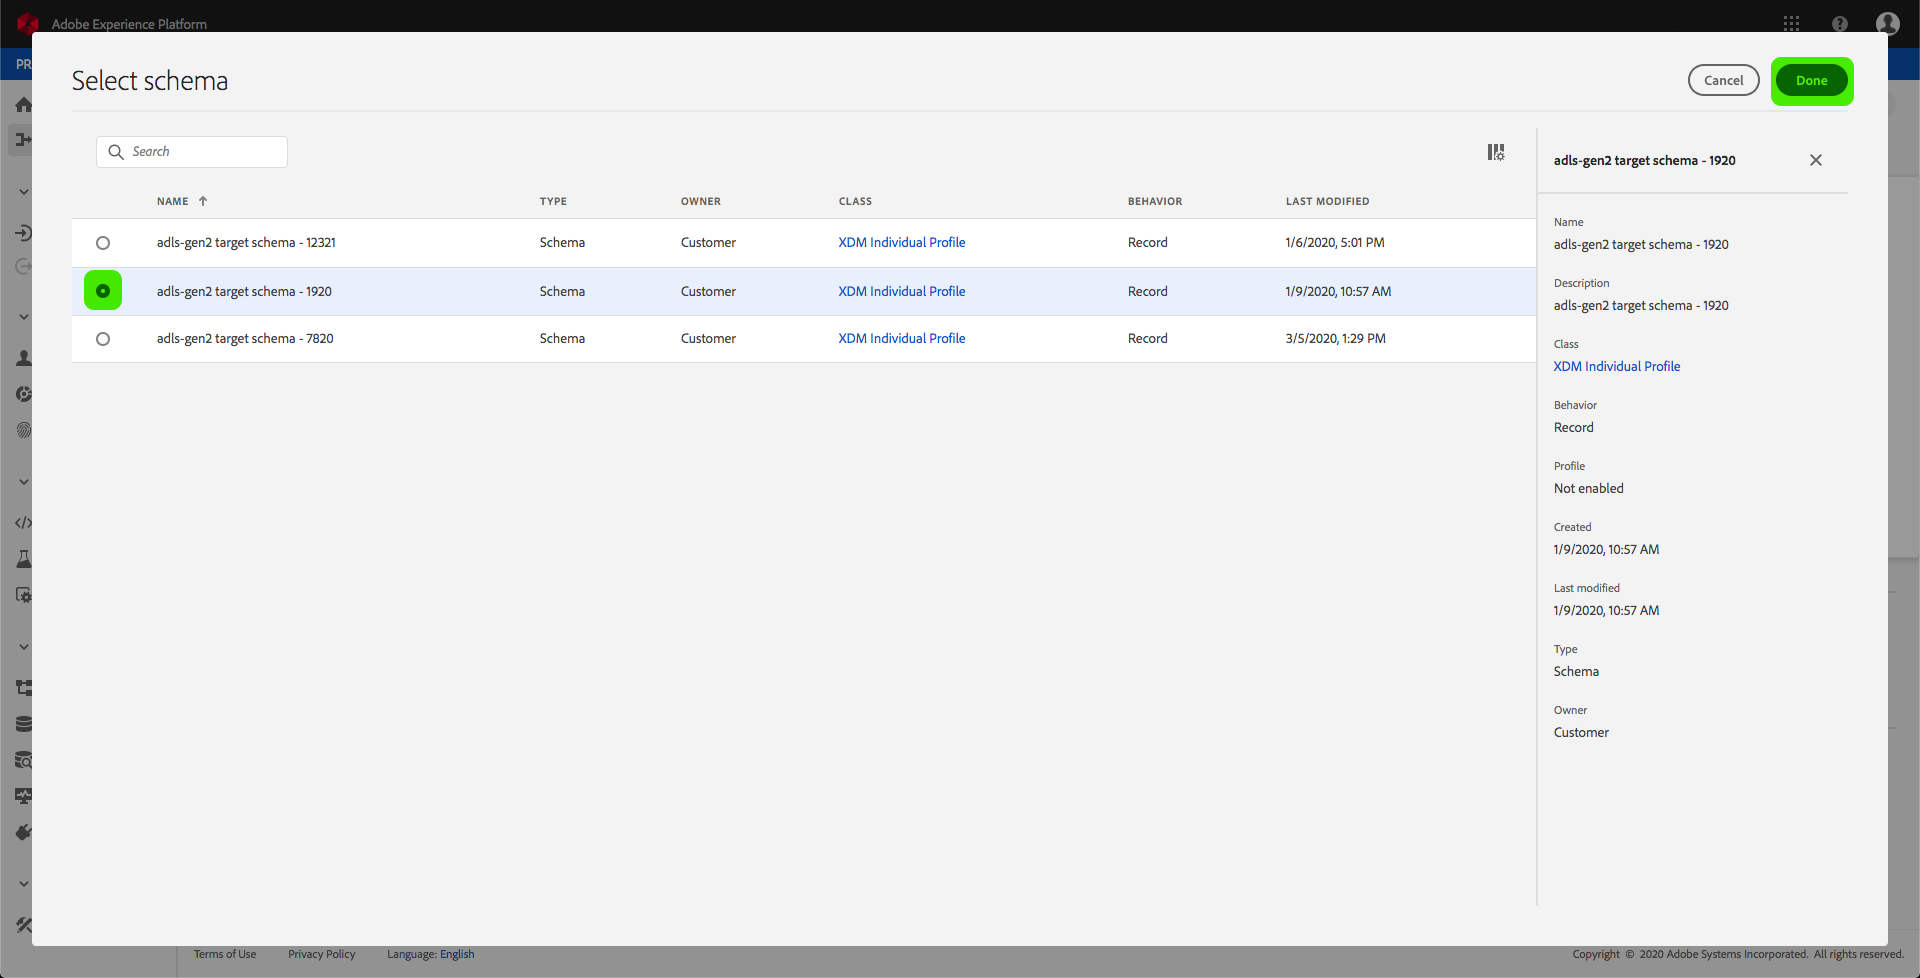 Adobe Experience Platform
PR
Select schema
Cancel
Done
Search
NAME TYPE OWNER CLASS BEHAVIOR LAST MODIFIED
adls-gen2 target schema - 12321 Schema Customer XDM Individual Profile Record 1/6/2020, 5:01 PM
adls-gen2 target schema - 1920 Schema Customer XDM Individual Profile Record 1/9/2020, 10:57 AM
adls-gen2 target schema - 7820 Schema Customer XDM Individual Profile Record 3/5/2020, 1:29 PM
adls-gen2 target schema - 1920
Name
adls-gen2 target schema - 1920
Description
adls-gen2 target schema - 1920
Class
XDM Individual Profile
Behavior
Record
Profile
Not enabled
Created
1/9/2020, 10:57 AM
Last modified
1/9/2020, 10:57 AM
Type
Schema
Owner
Customer
Terms of Use Privacy Policy Language: English Copyright © 2020 Adobe Systems Incorporated. All rights reserved.